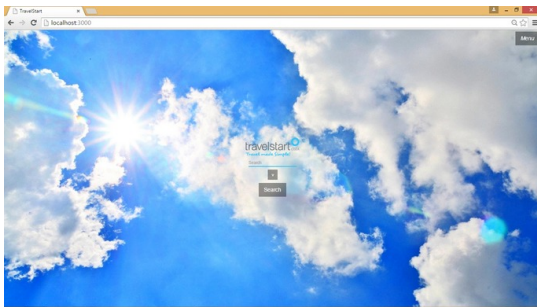 TravelStart
localhost:3000
Menu
travelstart
"Travel made Simple"
+
Search